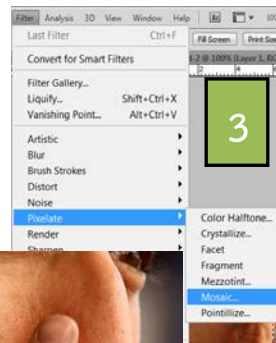 Filter Analysis 3D View Window Help
Last Filter Ctrl+F
Fill Screen Print Size
Convert for Smart Filters
Filter Gallery...
Liquify... Shift+Ctrl+X
Vanishing Point... Alt+Ctrl+V
3
Artistic
Blur
Brush Strokes
Distort
Noise
Pixelate
Render
Sharpen
Color Halftone...
Crystallize...
Facet
Fragment
Mezzotint...
Mosaic...
Pointillize...